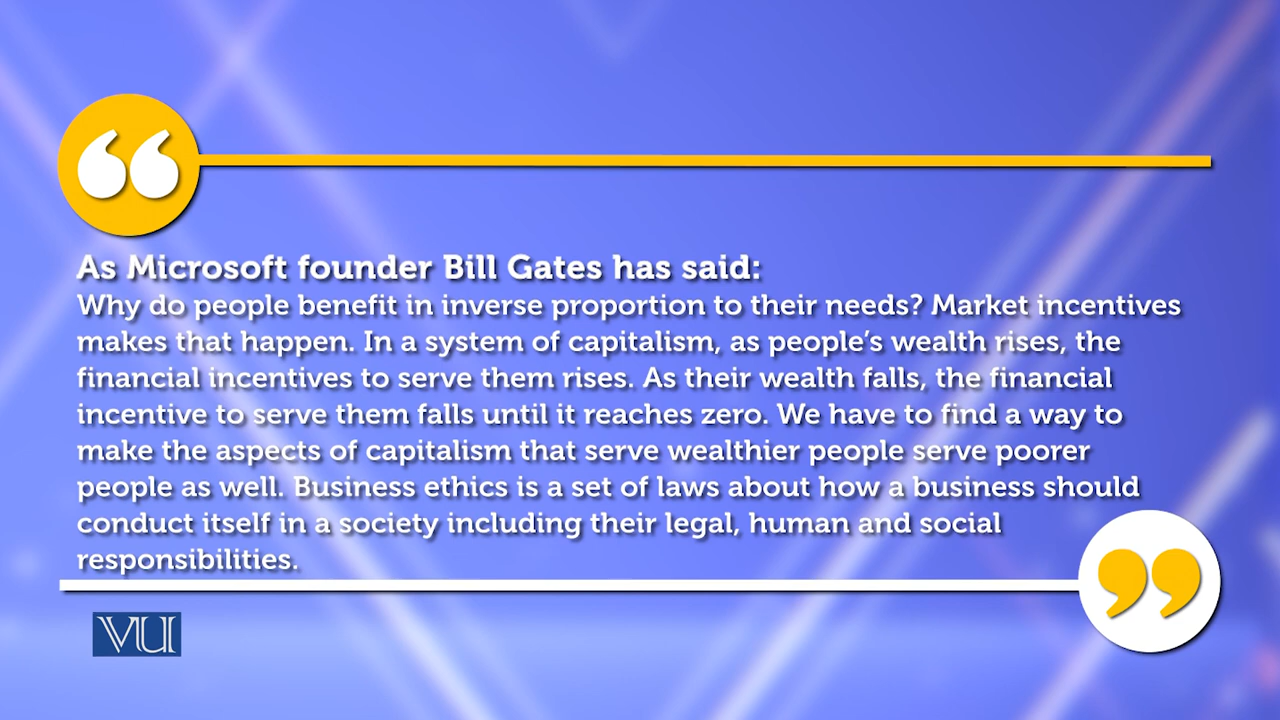 As Microsoft founder Bill Gates has said:
Why do people benefit in inverse proportion to their needs? Market incentives
makes that happen. In a system of capitalism, as people’s wealth rises, the
financial incentives to serve them rises. As their wealth falls, the financial
incentive to serve them falls until it reaches zero. We have to find a way to
make the aspects of capitalism that serve wealthier people serve poorer
people as well. Business ethics is a set of laws about how a business should
conduct itself in a society including their legal, human and social
responsibilities.
VU